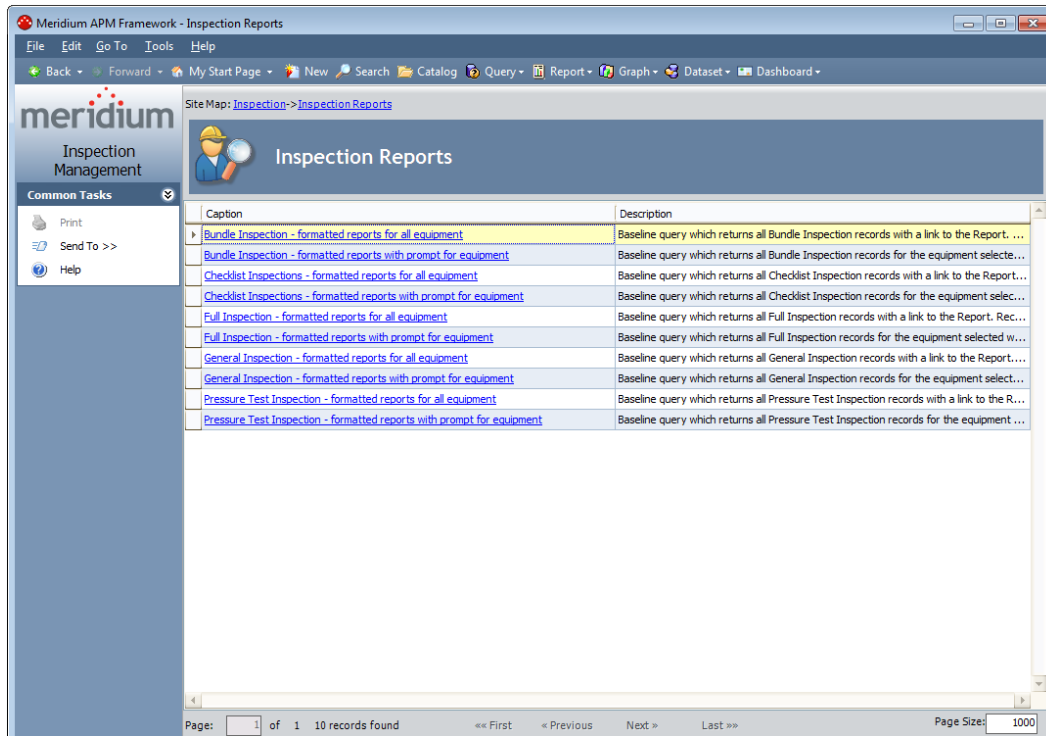 Meridium APM Framework - Inspection Reports
File Edit Go To Tools Help
Back Forward My Start Page New Search Catalog Query Report Graph Dataset Dashboard
meridium
Inspection
Management
Common Tasks
Print
Send To >>
Help
Site Map: Inspection->Inspection Reports
Inspection Reports
Caption Description
Bundle Inspection - formatted reports for all equipment Baseline query which returns all Bundle Inspection records with a link to the Report. ...
Bundle Inspection - formatted reports with prompt for equipment Baseline query which returns all Bundle Inspection records for the equipment selecte...
Checklist Inspections - formatted reports for all equipment Baseline query which returns all Checklist Inspection records with a link to the Report...
Checklist Inspections - formatted reports with prompt for equipment Baseline query which returns all Checklist Inspection records for the equipment selec...
Full Inspection - formatted reports for all equipment Baseline query which returns all Full Inspection records with a link to the Report. Rec...
Full Inspection - formatted reports with prompt for equipment Baseline query which returns all Full Inspection records for the equipment selected w...
General Inspection - formatted reports for all equipment Baseline query which returns all General Inspection records with a link to the Report....
General Inspection - formatted reports with prompt for equipment Baseline query which returns all General Inspection records for the equipment select...
Pressure Test Inspection - formatted reports for all equipment Baseline query which returns all Pressure Test Inspection records with a link to the R...
Pressure Test Inspection - formatted reports with prompt for equipment Baseline query which returns all Pressure Test Inspection records for the equipment ...
Page: 1 of 1 10 records found «« First « Previous Next » Last »» Page Size: 1000